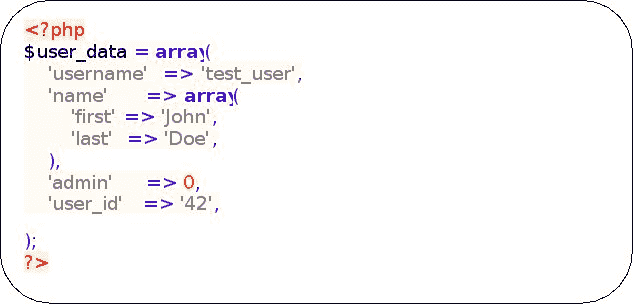 <?php
$user_data = array(
    'username'  => 'test_user',
    'name'      => array(
        'first' => 'John',
        'last'  => 'Doe',
    ),
    'admin'     => 0,
    'user_id'   => '42',
);
?>